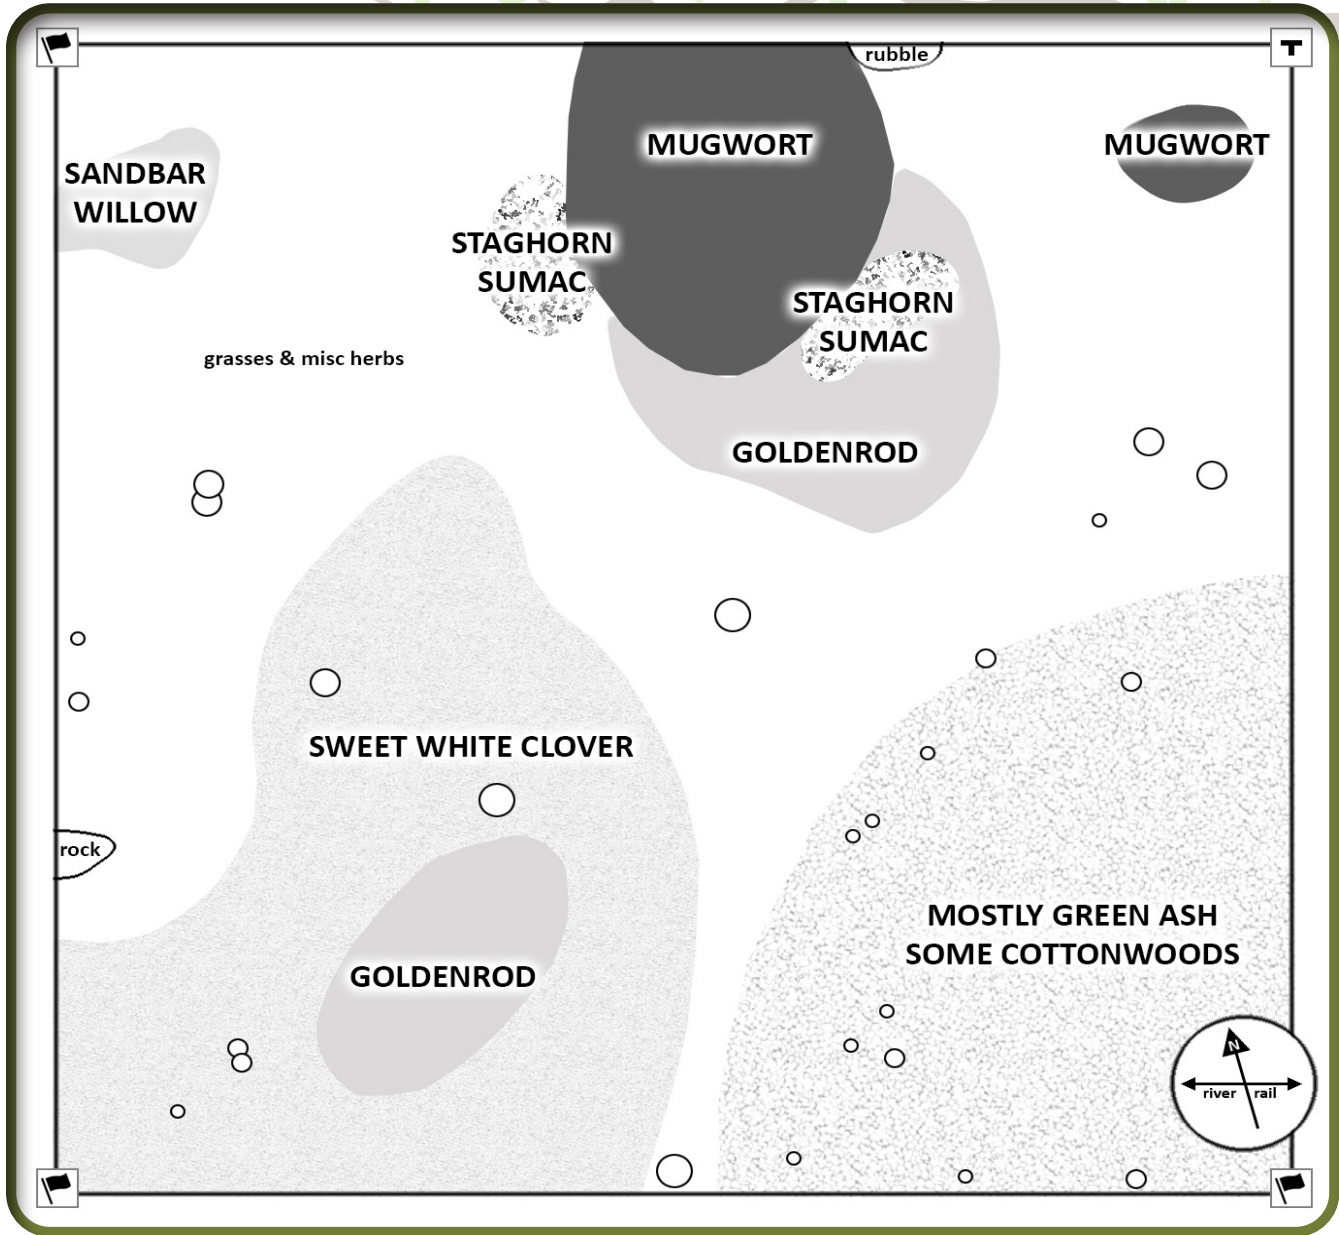 rubble
T
MUGWORT
MUGWORT
SANDBAR
WILLOW
STAGHORN
SUMAC
STAGHORN
SUMAC
grasses & misc herbs
GOLDENROD
SWEET WHITE CLOVER
rock
MOSTLY GREEN ASH
SOME COTTONWOODS
GOLDENROD
N
river rail